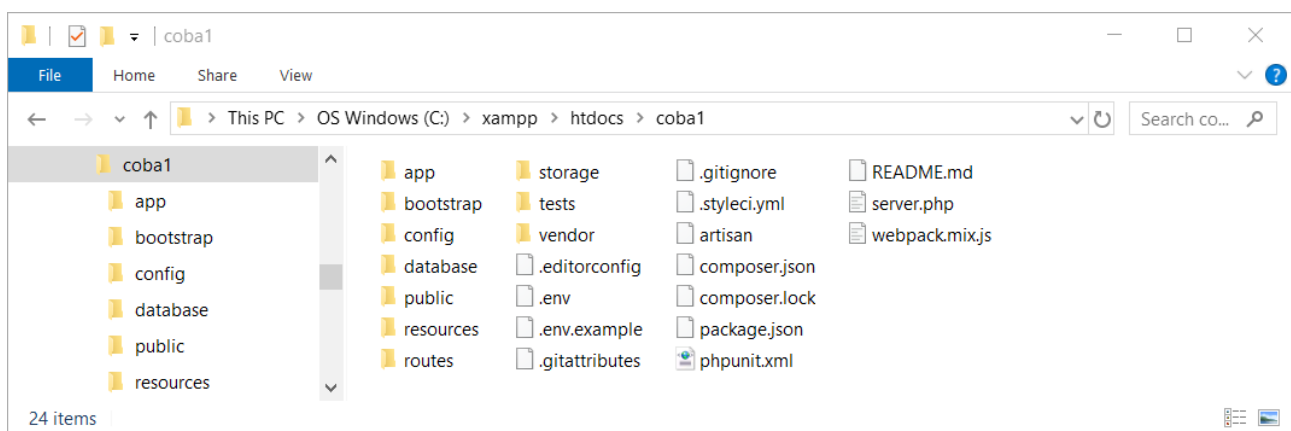 coba1
File Home Share View
This PC > OS Windows (C:) > xampp > htdocs > coba1
Search co...
coba1
app
bootstrap
config
database
public
resources
app
bootstrap
config
database
public
resources
routes
storage
tests
vendor
.editorconfig
.env
.env.example
.gitattributes
.gitignore
.styleci.yml
artisan
composer.json
composer.lock
package.json
phpunit.xml
README.md
server.php
webpack.mix.js
24 items